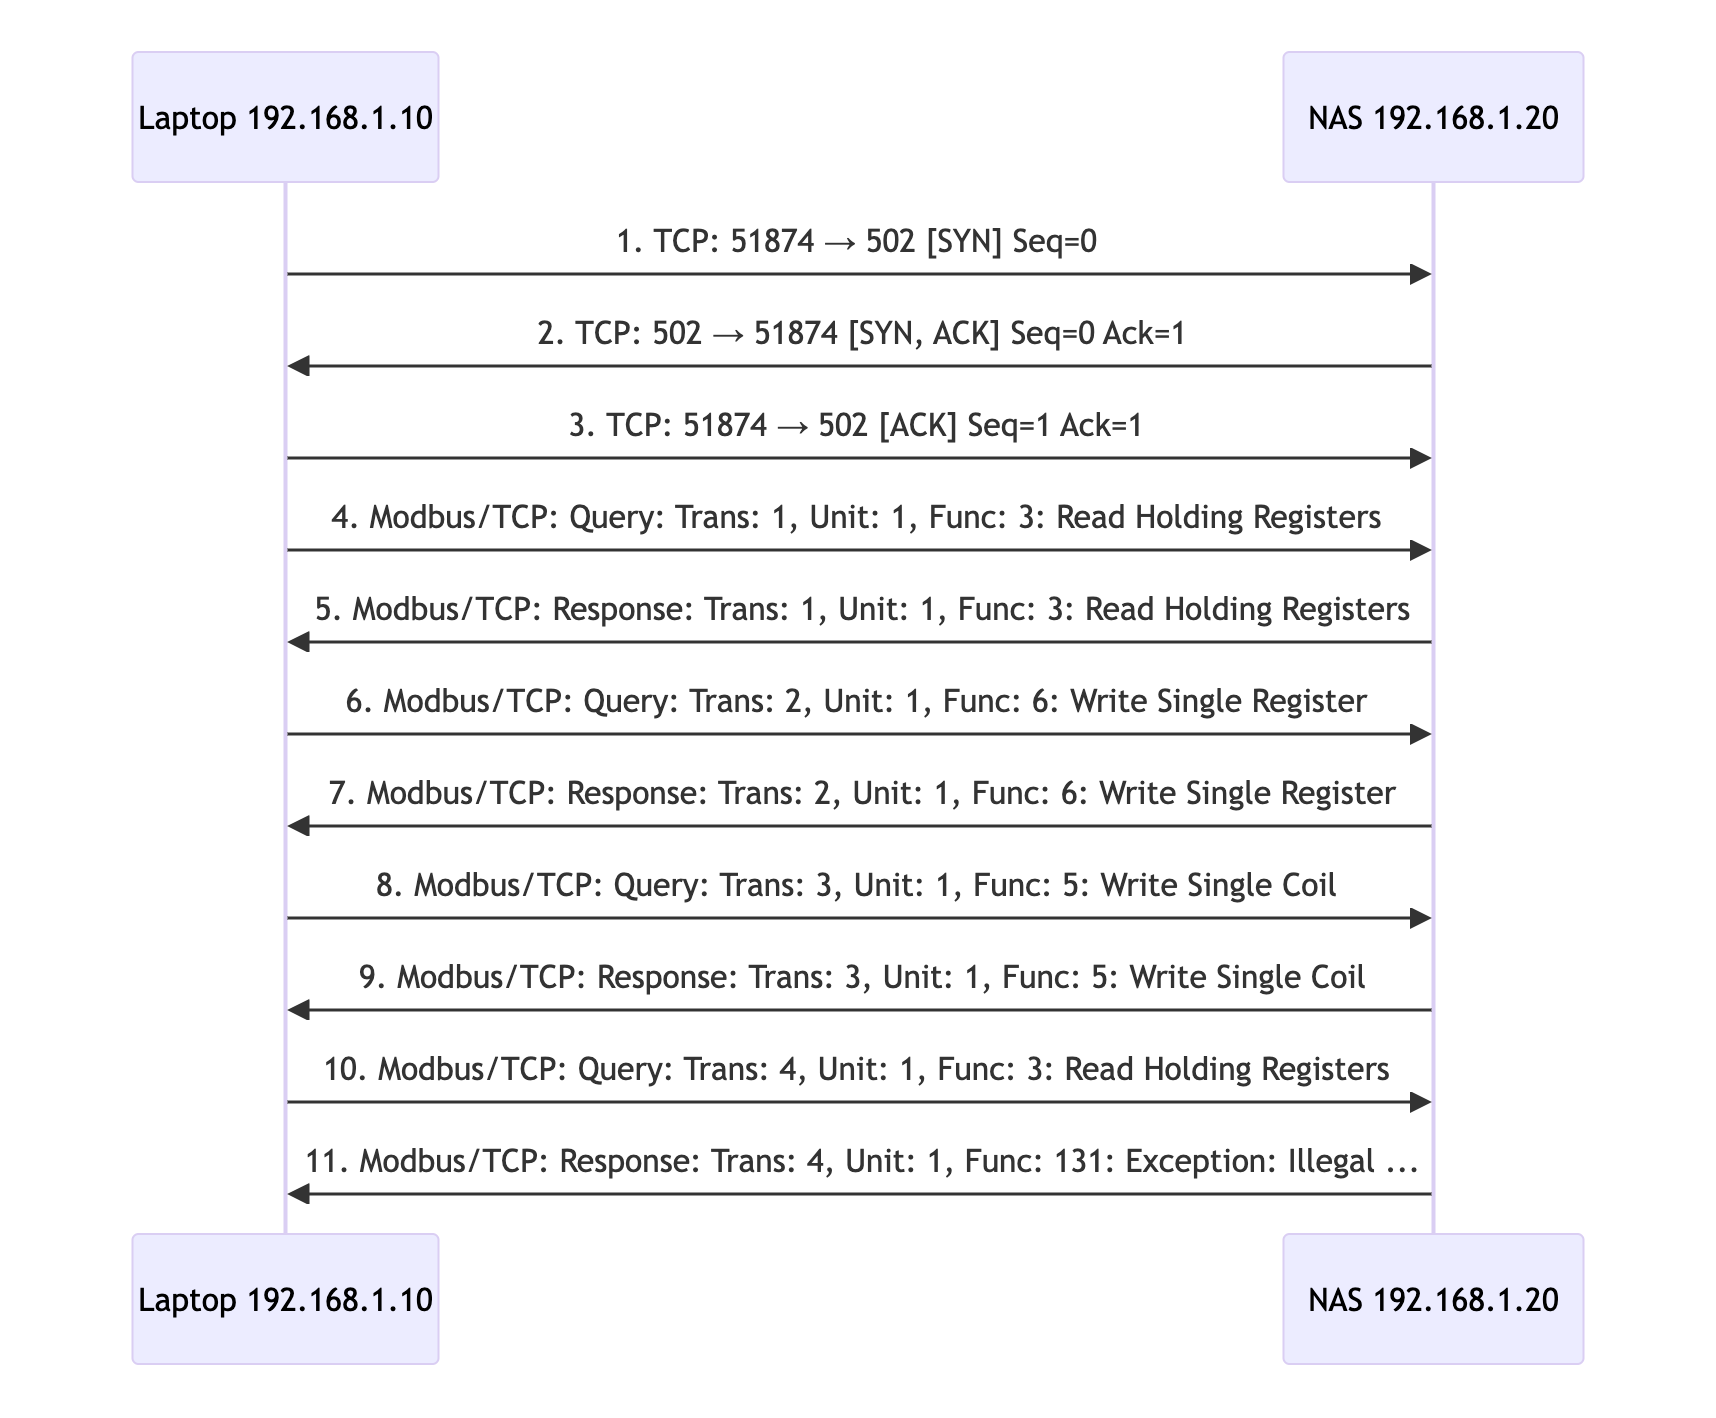 Laptop 192.168.1.10
NAS 192.168.1.20
1. TCP: 51874 → 502 [SYN] Seq=0
2. TCP: 502 → 51874 [SYN, ACK] Seq=0 Ack=1
3. TCP: 51874 → 502 [ACK] Seq=1 Ack=1
4. Modbus/TCP: Query: Trans: 1, Unit: 1, Func: 3: Read Holding Registers
5. Modbus/TCP: Response: Trans: 1, Unit: 1, Func: 3: Read Holding Registers
6. Modbus/TCP: Query: Trans: 2, Unit: 1, Func: 6: Write Single Register
7. Modbus/TCP: Response: Trans: 2, Unit: 1, Func: 6: Write Single Register
8. Modbus/TCP: Query: Trans: 3, Unit: 1, Func: 5: Write Single Coil
9. Modbus/TCP: Response: Trans: 3, Unit: 1, Func: 5: Write Single Coil
10. Modbus/TCP: Query: Trans: 4, Unit: 1, Func: 3: Read Holding Registers
11. Modbus/TCP: Response: Trans: 4, Unit: 1, Func: 131: Exception: Illegal ...
Laptop 192.168.1.10
NAS 192.168.1.20